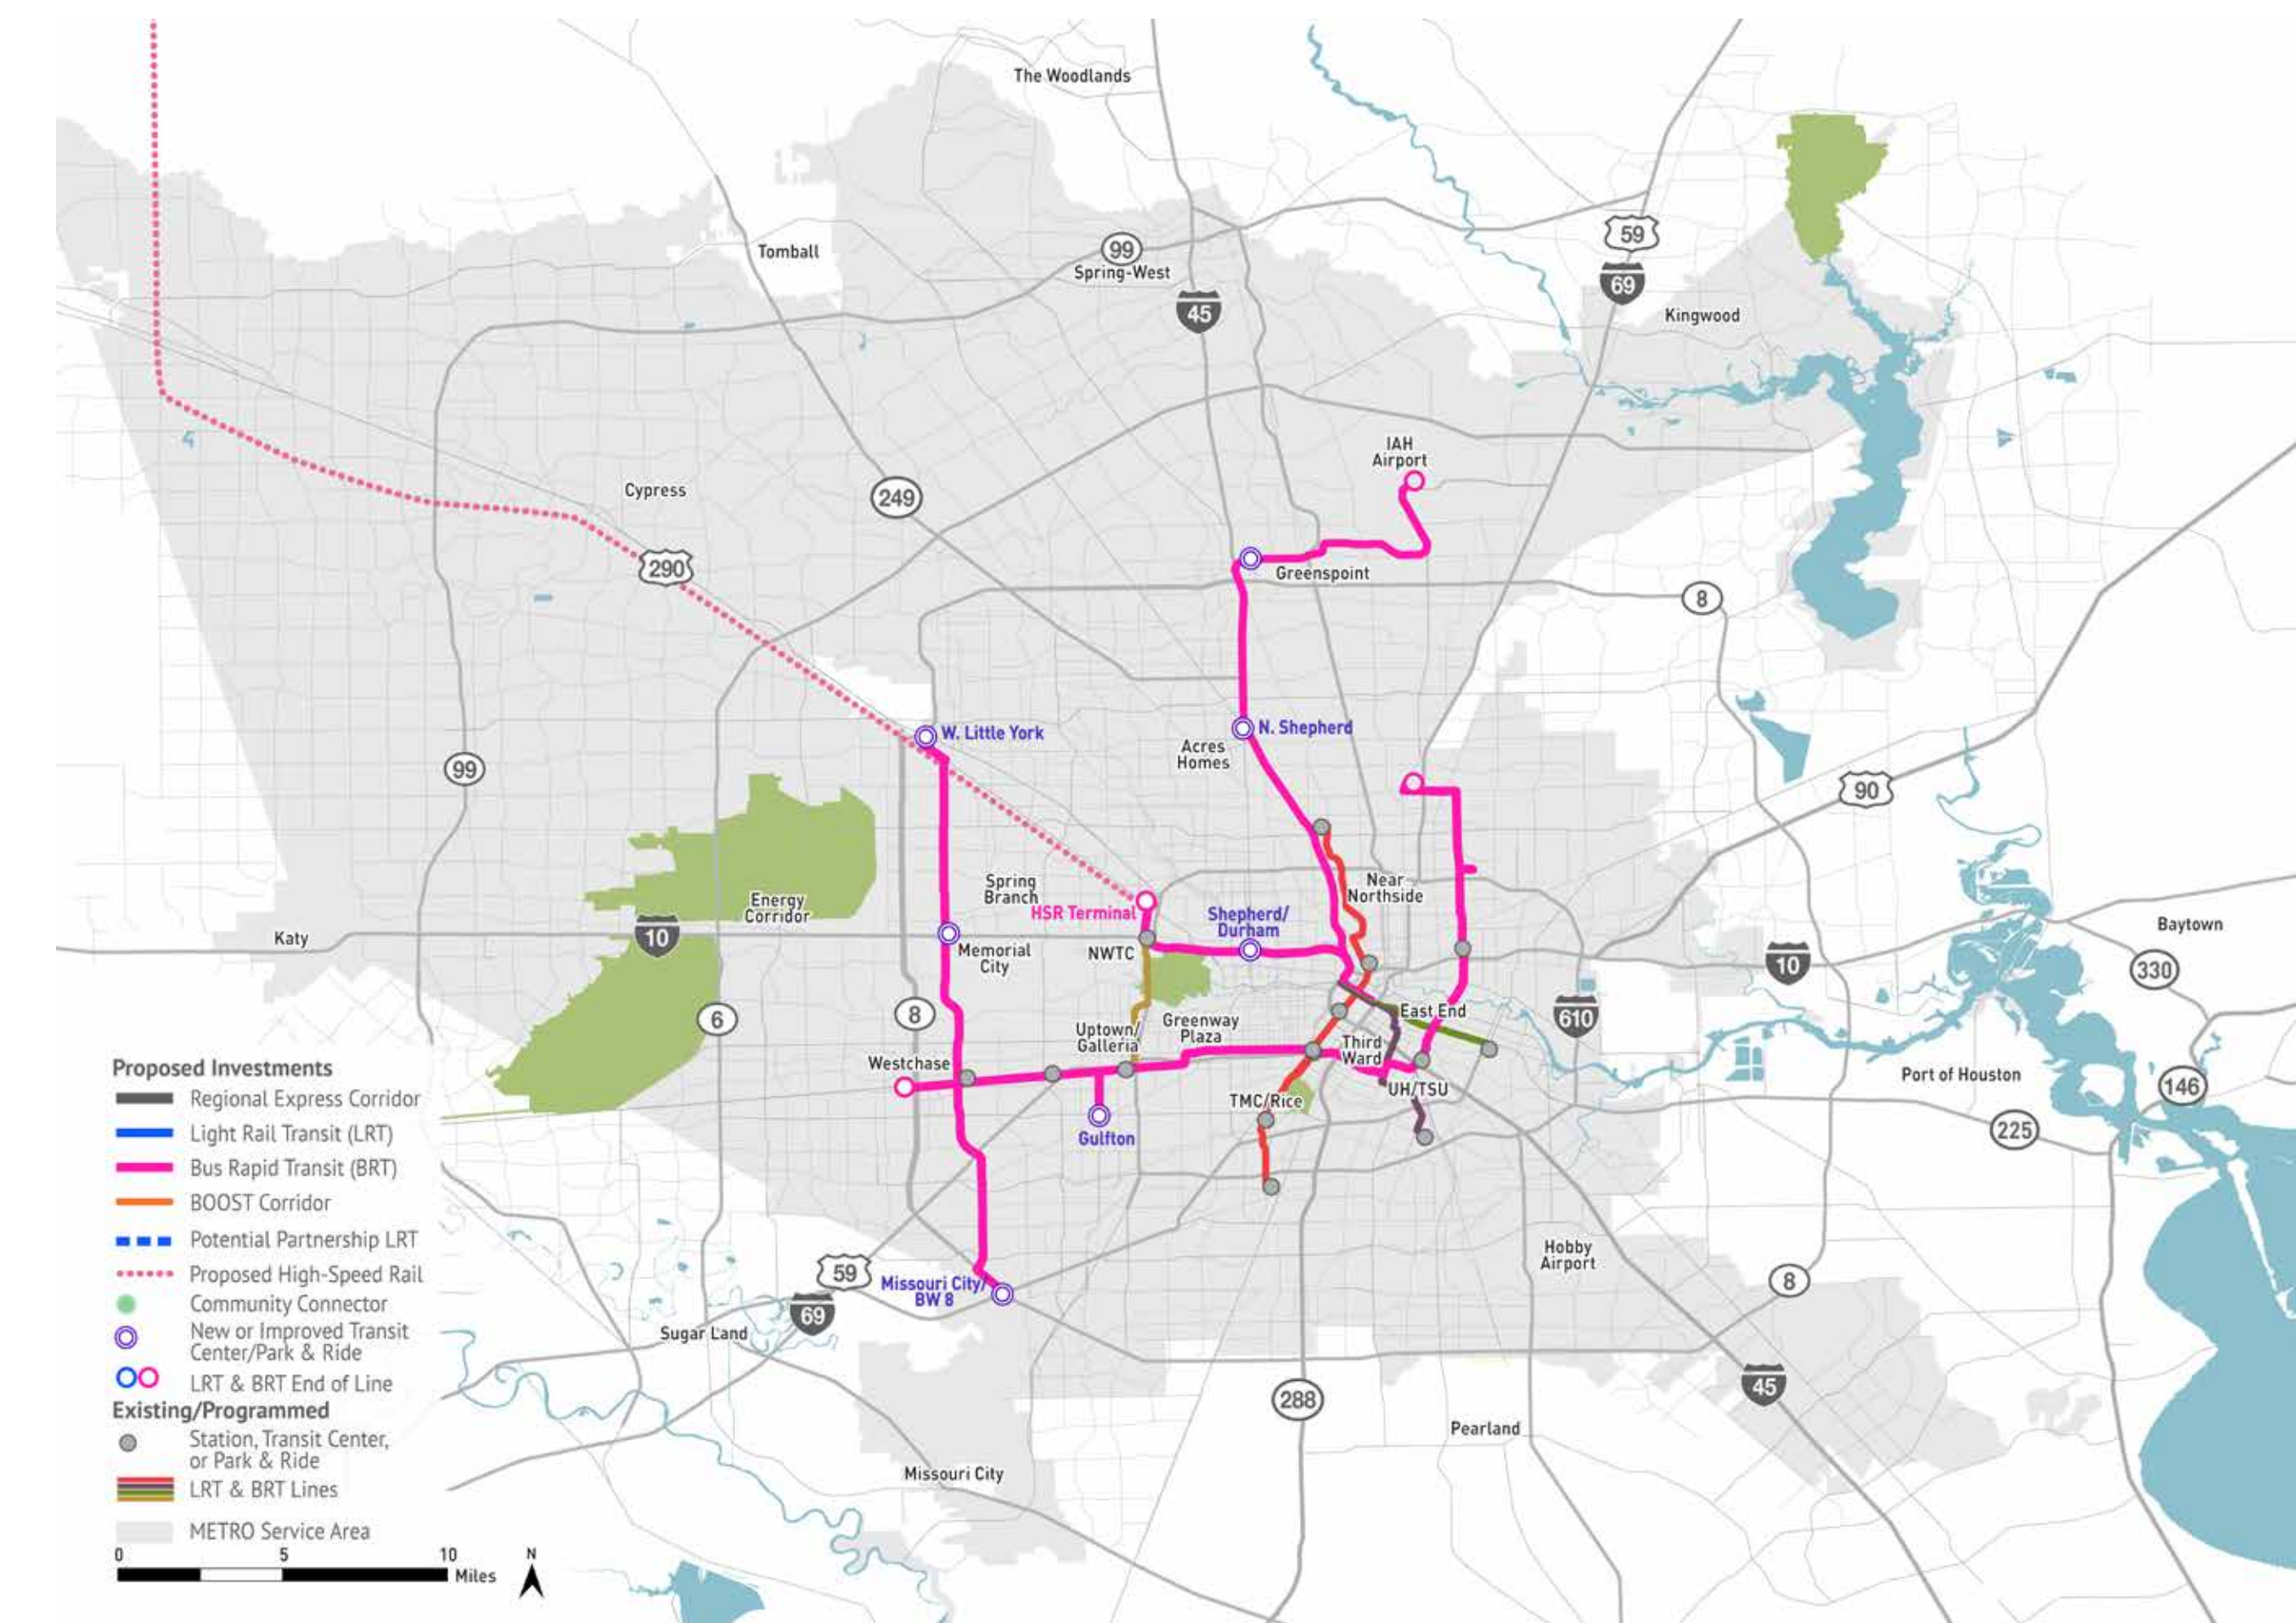 The Woodlands
59
Tomball
99
Spring-West
69
45
Kingwood
IAH
Airport
Cypress
249
290
Greenspoint
8
W. Little York
N. Shepherd
Acres
Homes
99
90
Spring
Branch
Near
Northside
Energy
Corridor
HSR Terminal
Shepherd/
Durham
Katy
10
Memorial
City
NWTC
10
Baytown
330
6
8
Uptown/
Galleria
Greenway
Plaza
East End
610
Westchase
Third
Ward
Port of Houston
146
TMC/Rice
UH/TSU
Gulfton
225
Hobby
Airport
59
Missouri City/
BW 8
8
69
Sugar Land
45
288
Pearland
Missouri City
Proposed Investments
Regional Express Corridor
Light Rail Transit (LRT)
Bus Rapid Transit (BRT)
BOOST Corridor
Potential Partnership LRT
Proposed High-Speed Rail
Community Connector
New or Improved Transit
Center/Park & Ride
LRT & BRT End of Line
Existing/Programmed
Station, Transit Center,
or Park & Ride
LRT & BRT Lines
METRO Service Area
0 5 10
Miles
N